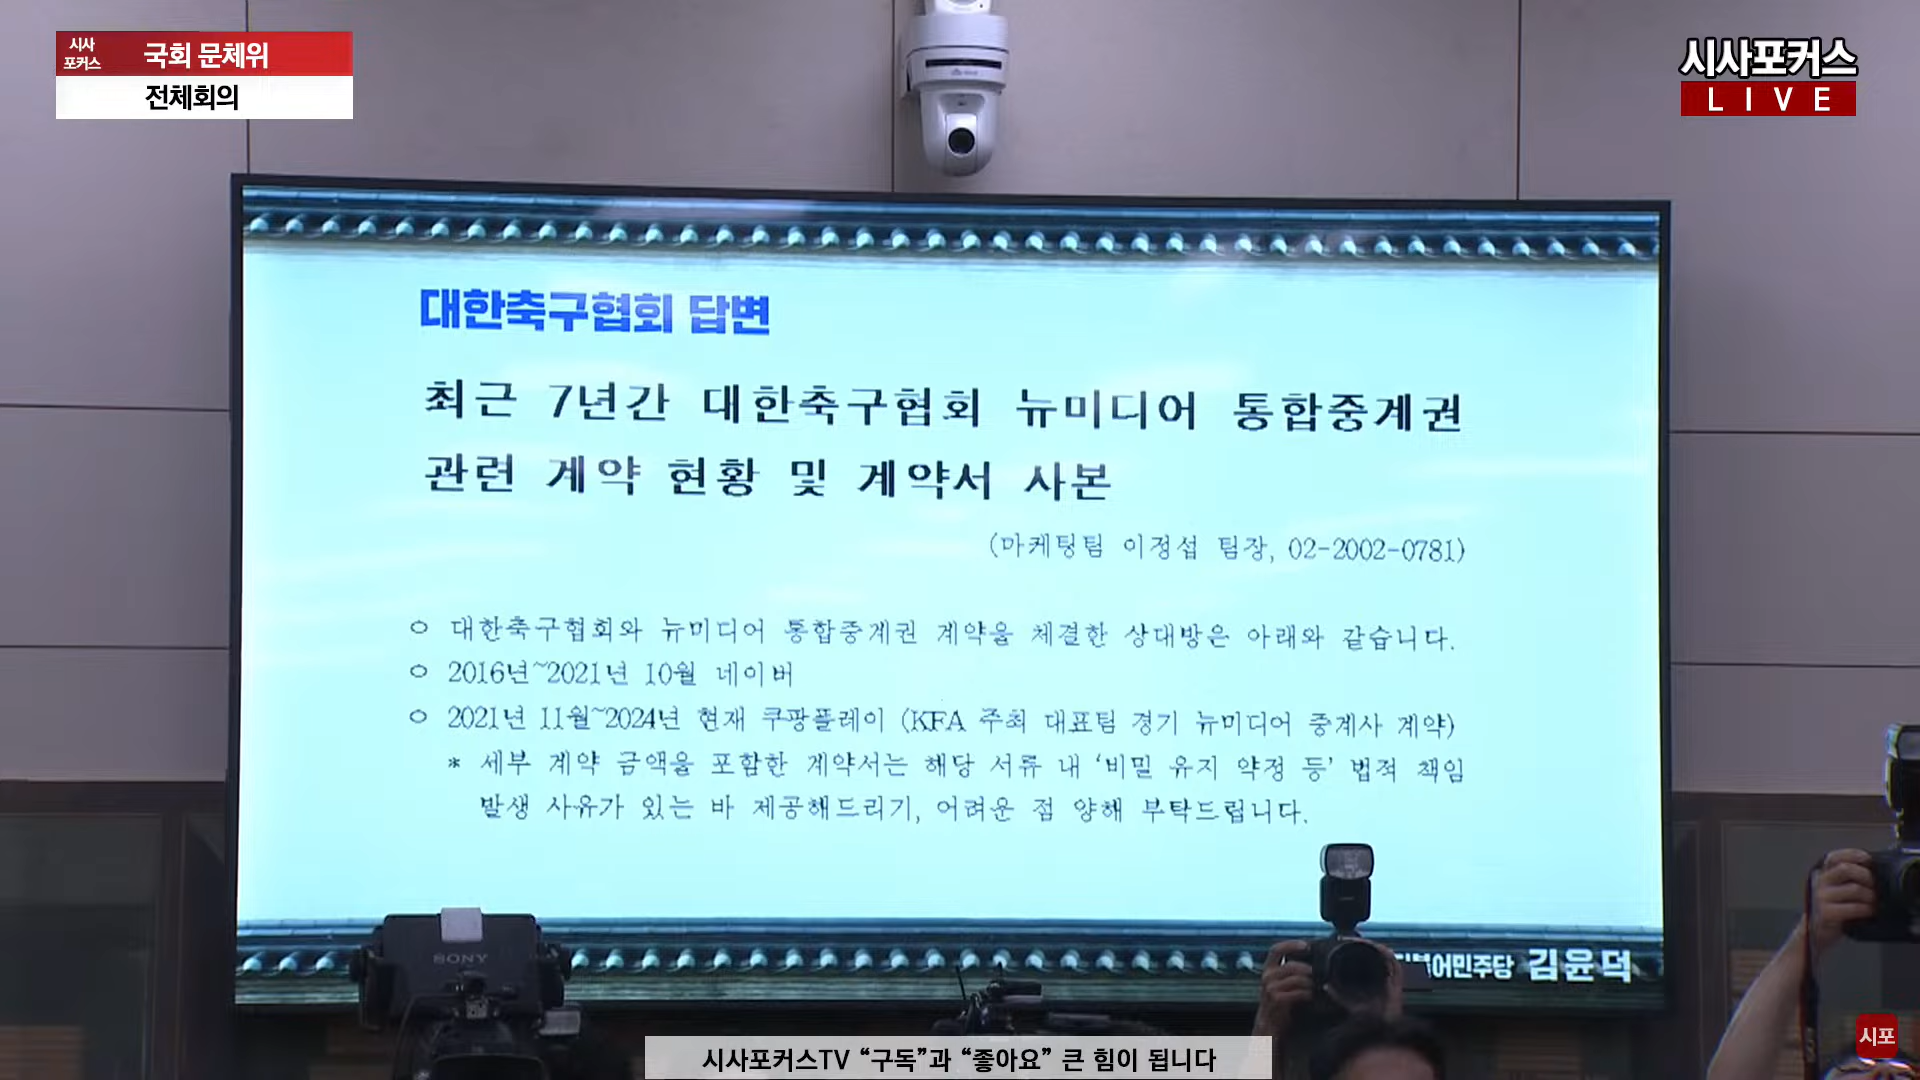 시사
포커스
국회 문체위
전체회의
시사포커스
LIVE
대한축구협회 답변
최근 7년간 대한축구협회 뉴미디어 통합중계권
관련 계약 현황 및 계약서 사본
(마케팅팀 이정섭 팀장, 02-2002-0781)
○ 대한축구협회와 뉴미디어 통합중계권 계약을 체결한 상대방은 아래와 같습니다.
○ 2016년~2021년 10월 네이버
○ 2021년 11월~2024년 현재 쿠팡플레이 (KFA 주최 대표팀 경기 뉴미디어 중계사 계약)
* 세부 계약 금액을 포함한 계약서는 해당 서류 내 ‘비밀 유지 약정 등’ 법적 책임
발생 사유가 있는 바 제공해드리기, 어려운 점 양해 부탁드립니다.
SONY
김윤덕
시포
시사포커스TV “구독”과 “좋아요” 큰 힘이 됩니다